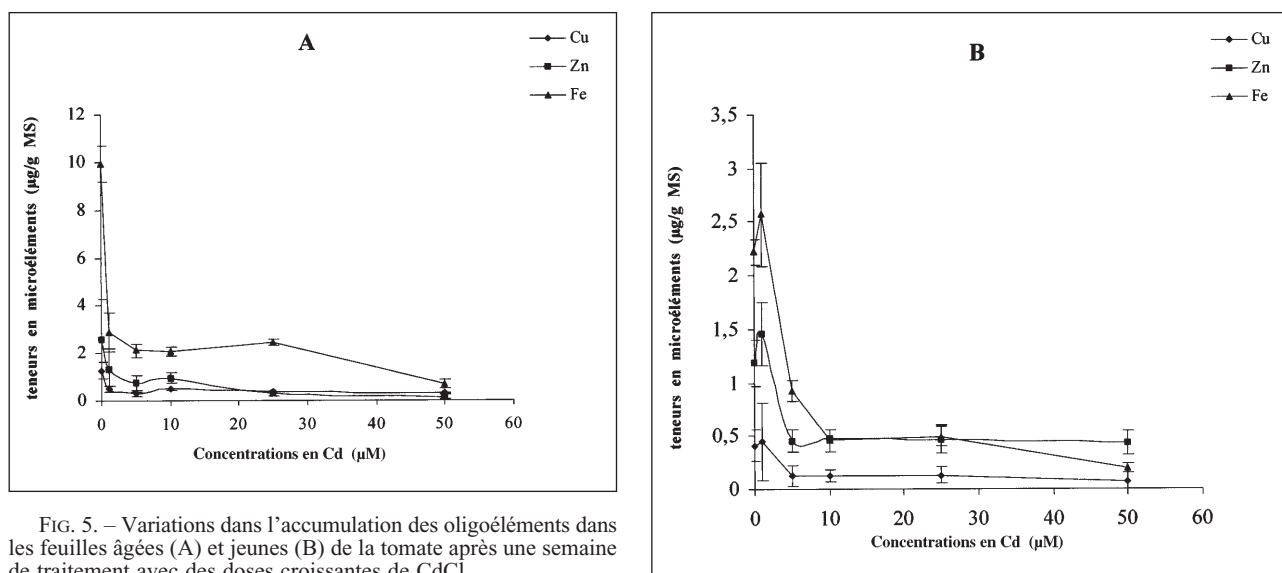 A
Cu
Zn
Fe
teneurs en microéléments (µg/g MS)
12
10
8
6
4
2
0
0 10 20 30 40 50 60
Concentrations en Cd (µM)
B
Cu
Zn
Fe
teneurs en microéléments (µg/g MS)
3,5
3
2,5
2
1,5
1
0,5
0
0 10 20 30 40 50 60
Concentrations en Cd (µM)
FIG. 5. – Variations dans l’accumulation des oligoéléments dans
les feuilles âgées (A) et jeunes (B) de la tomate après une semaine
de traitement avec des doses croissantes de CdCl